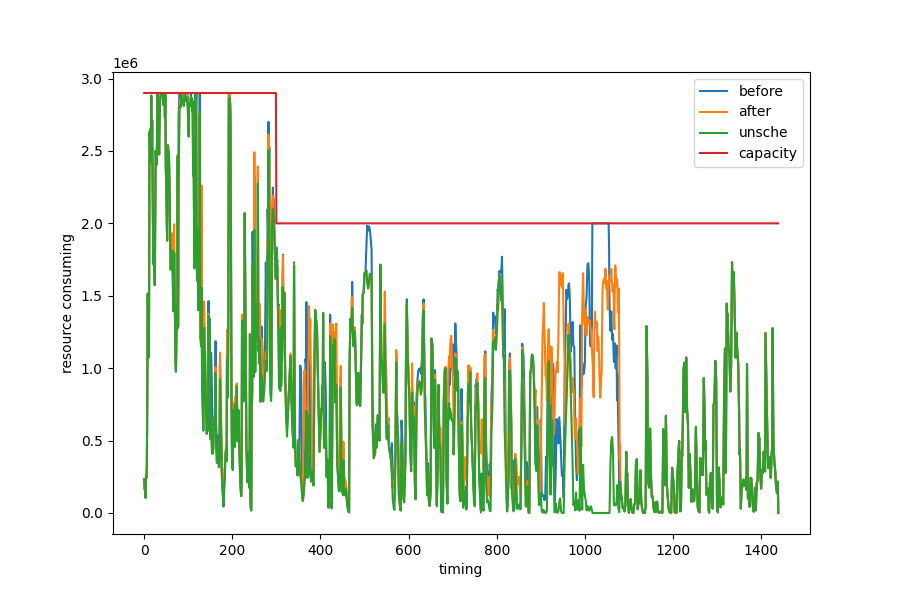 1e6
3.0
2.5
2.0
1.5
1.0
0.5
0.0
resource consuming
before
after
unsche
capacity
0 200 400 600 800 1000 1200 1400
timing